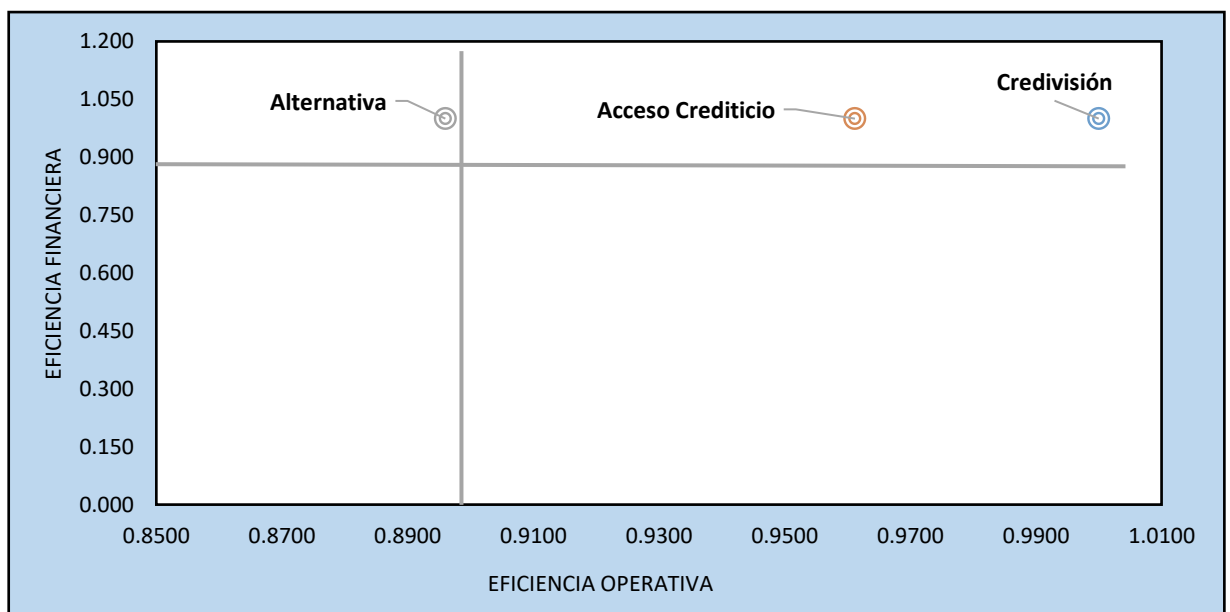 1.200
1.050
0.900
0.750
0.600
0.450
0.300
0.150
0.000
EFICIENCIA FINANCIERA
Alternativa
Acceso Crediticio
Credivisión
0.8500 0.8700 0.8900 0.9100 0.9300 0.9500 0.9700 0.9900 1.0100
EFICIENCIA OPERATIVA